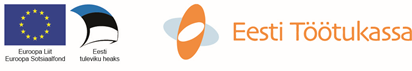 Euroopa Liit
Euroopa Sotsiaalfond
Eesti
tuleviku heaks
Eesti Töötukassa